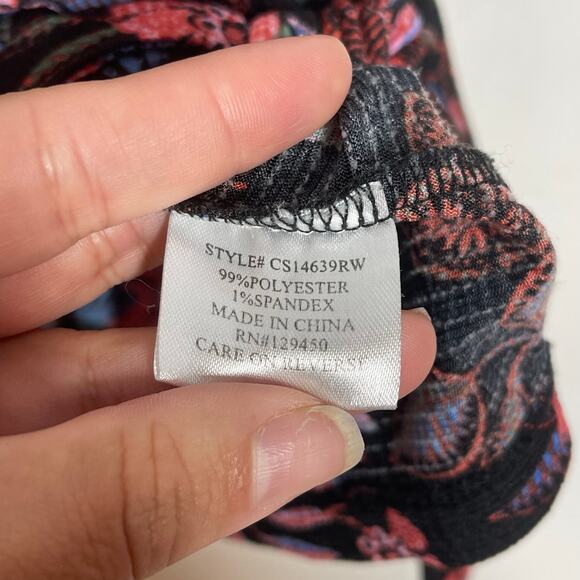 STYLE# CS14639RW
99%POLYESTER
1%SPANDEX
MADE IN CHINA
RN#129450
CARE ON REVERSE